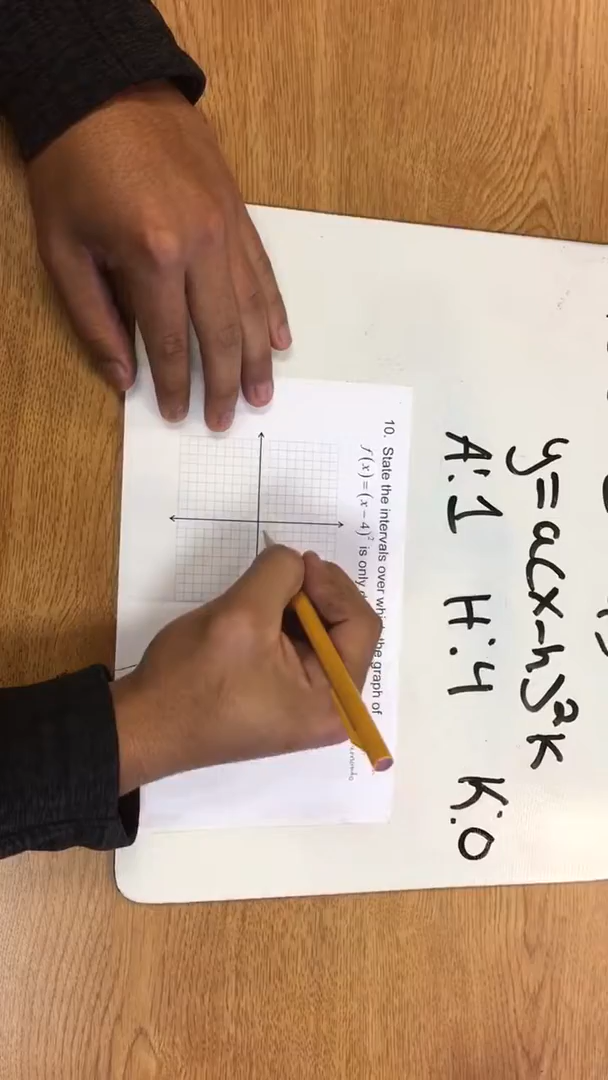 y=a(x-h)²K
A:1 H:4 K:0
10. State the intervals over which the graph of
f(x)=(x-4)² is only